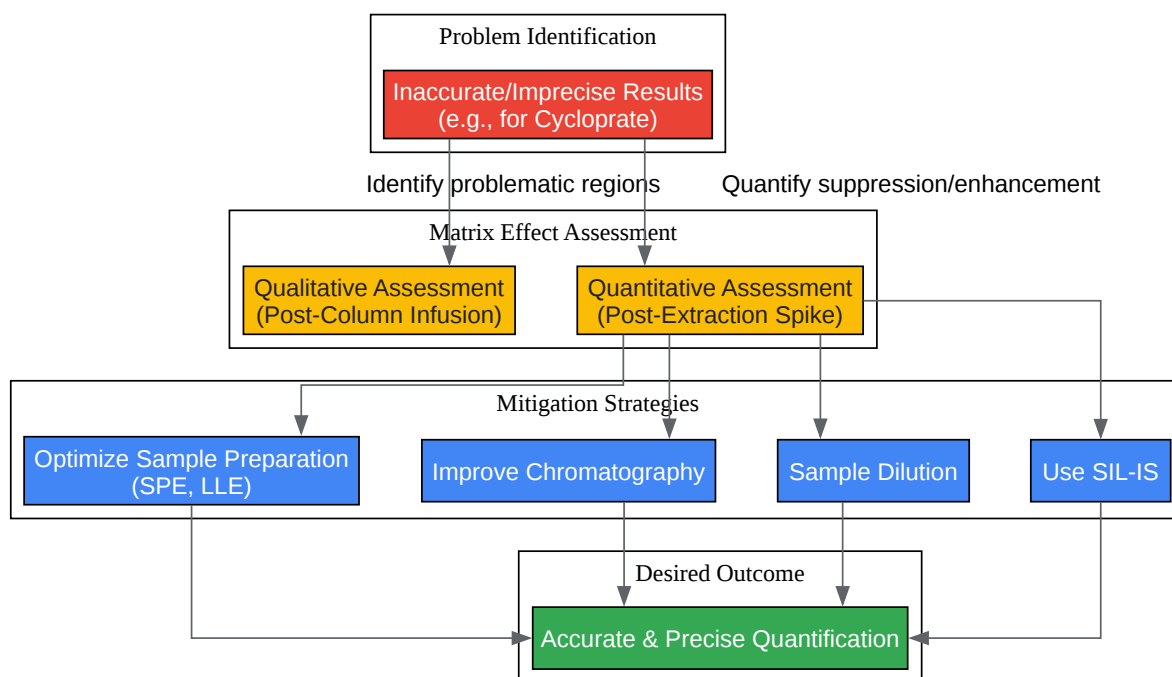 Problem Identification
Inaccurate/Imprecise Results
(e.g., for Cycloprate)
Identify problematic regions
Quantify suppression/enhancement
Matrix Effect Assessment
Qualitative Assessment
(Post-Column Infusion)
Quantitative Assessment
(Post-Extraction Spike)
Mitigation Strategies
Optimize Sample Preparation
(SPE, LLE)
Improve Chromatography
Sample Dilution
Use SIL-IS
Desired Outcome
Accurate & Precise Quantification